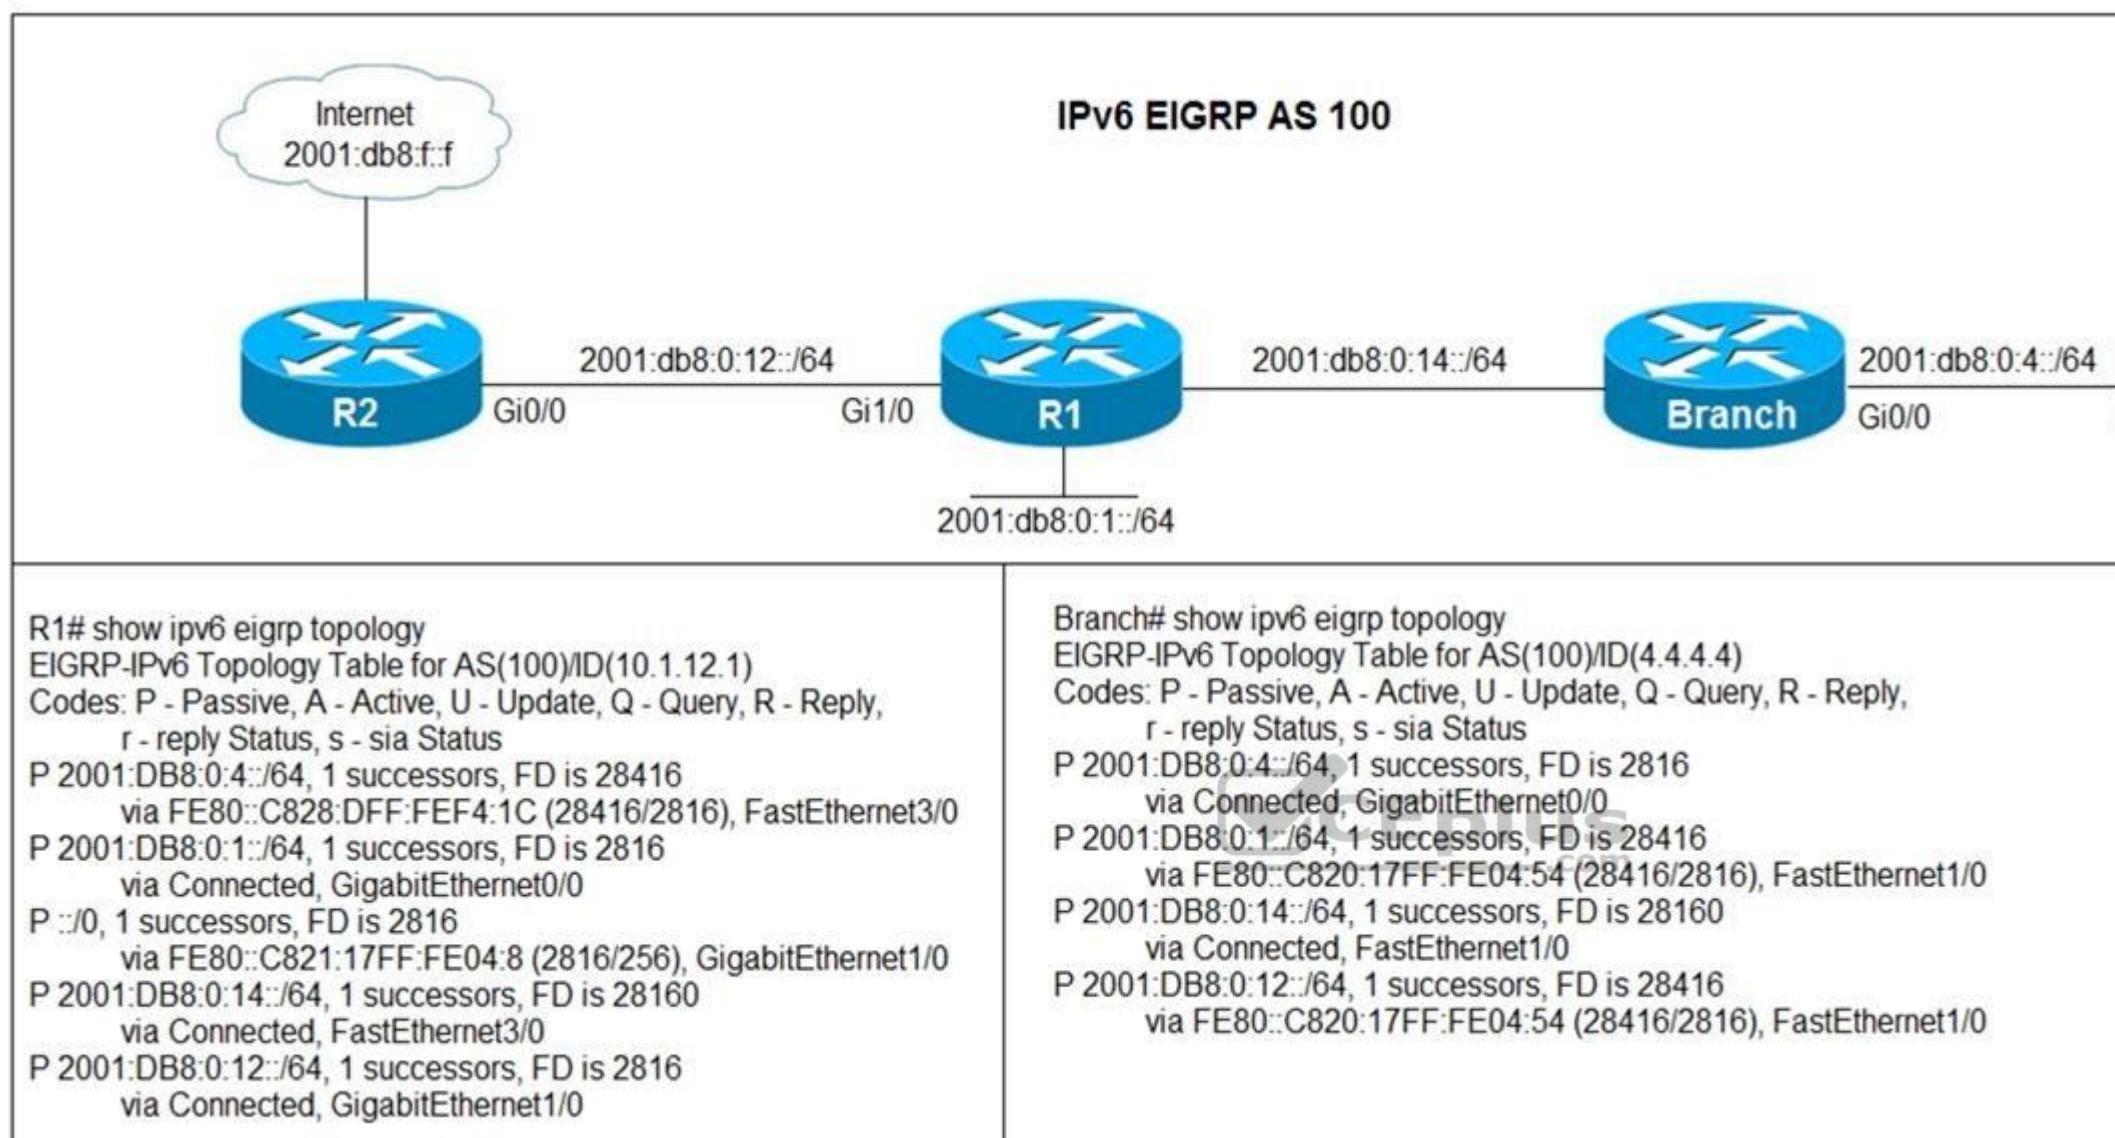 Internet
2001:db8:f::f
IPv6 EIGRP AS 100
2001:db8:0:12::/64
2001:db8:0:14::/64
2001:db8:0:4::/64
R2
Gi0/0
Gi1/0
R1
Branch
Gi0/0
2001:db8:0:1::/64
R1# show ipv6 eigrp topology
EIGRP-IPv6 Topology Table for AS(100)/ID(10.1.12.1)
Codes: P - Passive, A - Active, U - Update, Q - Query, R - Reply,
r - reply Status, s - sia Status
P 2001:DB8:0:4::/64, 1 successors, FD is 28416
via FE80::C828:DFF:FEF4:1C (28416/2816), FastEthernet3/0
P 2001:DB8:0:1::/64, 1 successors, FD is 2816
via Connected, GigabitEthernet0/0
P ::/0, 1 successors, FD is 2816
via FE80::C821:17FF:FE04:8 (2816/256), GigabitEthernet1/0
P 2001:DB8:0:14::/64, 1 successors, FD is 28160
via Connected, FastEthernet3/0
P 2001:DB8:0:12::/64, 1 successors, FD is 2816
via Connected, GigabitEthernet1/0
Branch# show ipv6 eigrp topology
EIGRP-IPv6 Topology Table for AS(100)/ID(4.4.4.4)
Codes: P - Passive, A - Active, U - Update, Q - Query, R - Reply,
r - reply Status, s - sia Status
P 2001:DB8:0:4::/64, 1 successors, FD is 2816
via Connected, GigabitEthernet0/0
P 2001:DB8:0:1::/64, 1 successors, FD is 28416
via FE80::C820:17FF:FE04:54 (28416/2816), FastEthernet1/0
P 2001:DB8:0:14::/64, 1 successors, FD is 28160
via Connected, FastEthernet1/0
P 2001:DB8:0:12::/64, 1 successors, FD is 28416
via FE80::C820:17FF:FE04:54 (28416/2816), FastEthernet1/0
.com